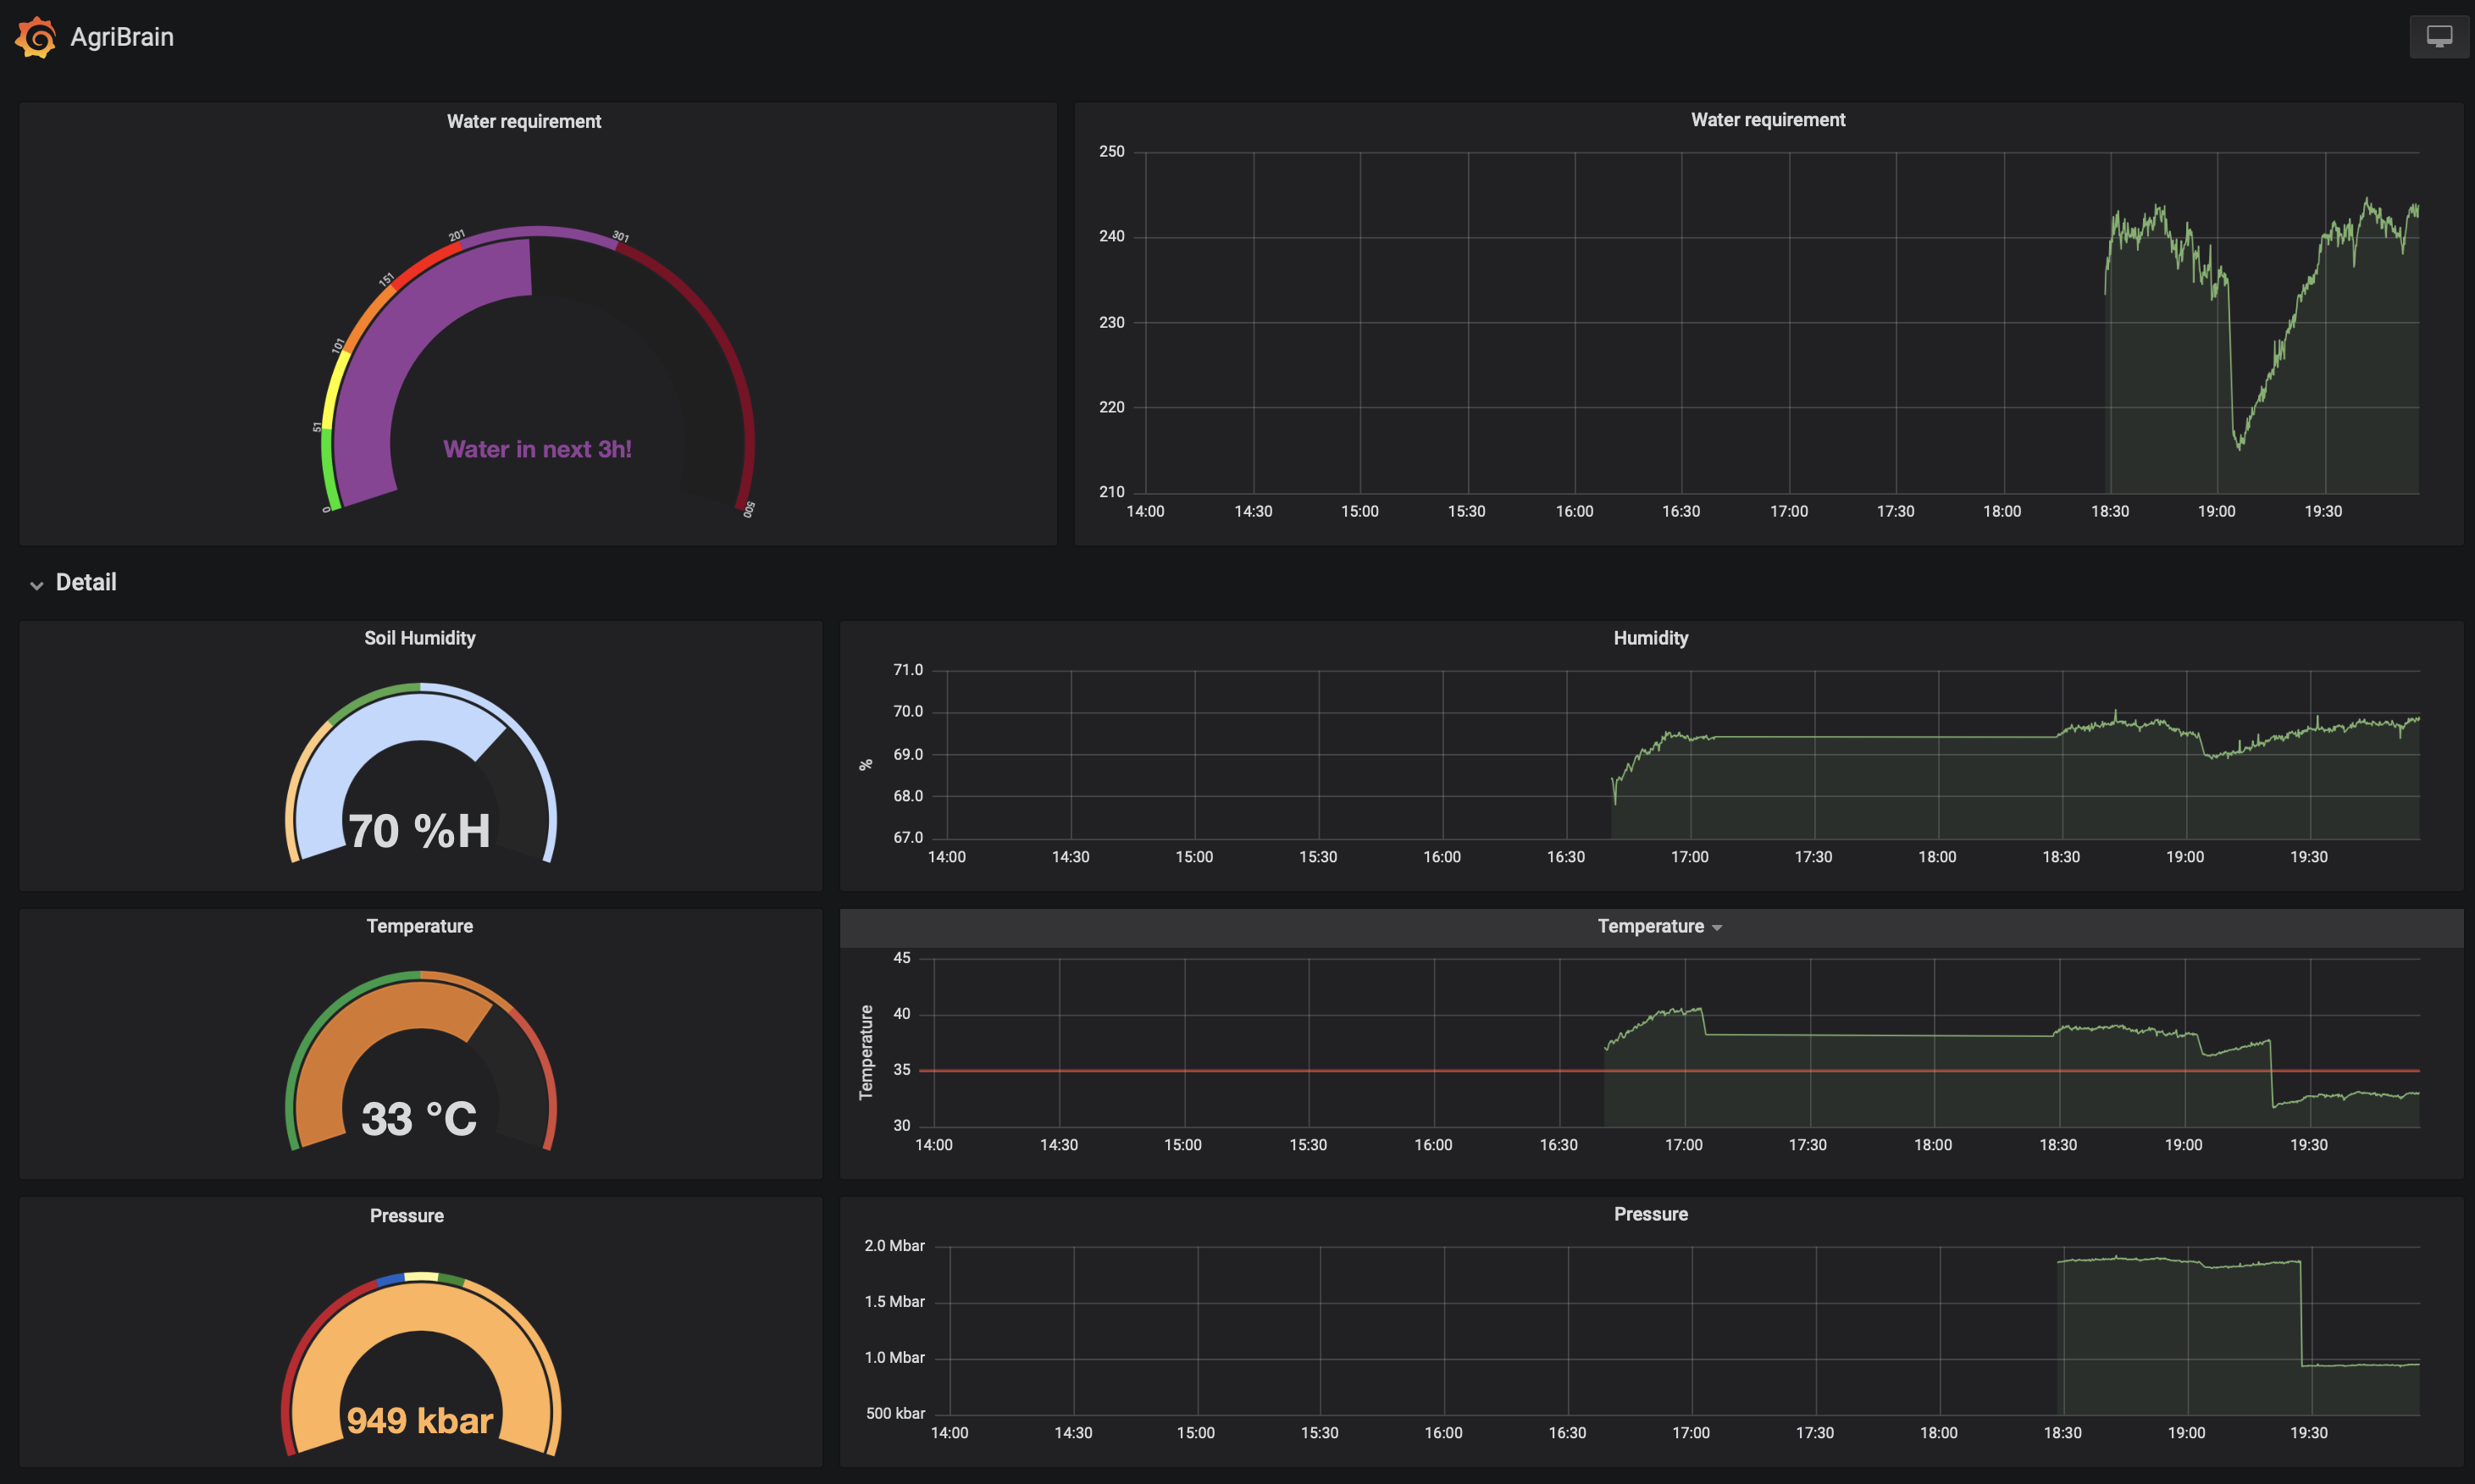 AgriBrain
Water requirement
0
51
101
151
201
301
500
Water in next 3h!
Water requirement
250
240
230
220
210
14:00 14:30 15:00 15:30 16:00 16:30 17:00 17:30 18:00 18:30 19:00 19:30
Detail
Soil Humidity
70 %H
Humidity
%
71.0
70.0
69.0
68.0
67.0
14:00 14:30 15:00 15:30 16:00 16:30 17:00 17:30 18:00 18:30 19:00 19:30
Temperature
33 °C
Temperature
Temperature
45
40
35
30
14:00 14:30 15:00 15:30 16:00 16:30 17:00 17:30 18:00 18:30 19:00 19:30
Pressure
949 kbar
Pressure
2.0 Mbar
1.5 Mbar
1.0 Mbar
500 kbar
14:00 14:30 15:00 15:30 16:00 16:30 17:00 17:30 18:00 18:30 19:00 19:30